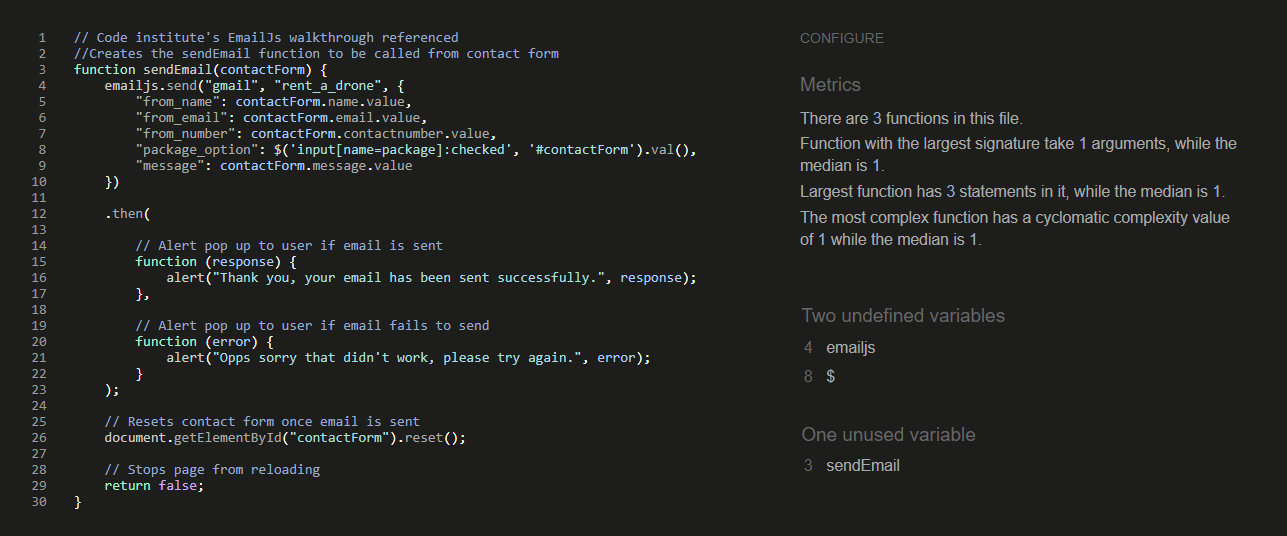 1 // Code institute's EmailJs walkthrough referenced
2 //Creates the sendEmail function to be called from contact form
3 function sendEmail(contactForm) {
4 emailjs.send("gmail", "rent_a_drone", {
5 "from_name": contactForm.name.value,
6 "from_email": contactForm.email.value,
7 "from_number": contactForm.contactnumber.value,
8 "package_option": $('input[name=package]:checked', '#contactForm').val(),
9 "message": contactForm.message.value
10 })
11
12 .then(
13
14 // Alert pop up to user if email is sent
15 function (response) {
16 alert("Thank you, your email has been sent successfully.", response);
17 },
18
19 // Alert pop up to user if email fails to send
20 function (error) {
21 alert("Opps sorry that didn't work, please try again.", error);
22 }
23 );
24
25 // Resets contact form once email is sent
26 document.getElementById("contactForm").reset();
27
28 // Stops page from reloading
29 return false;
30 }
CONFIGURE
Metrics
There are 3 functions in this file.
Function with the largest signature take 1 arguments, while the
median is 1.
Largest function has 3 statements in it, while the median is 1.
The most complex function has a cyclomatic complexity value
of 1 while the median is 1.
Two undefined variables
4 emailjs
8 $
One unused variable
3 sendEmail